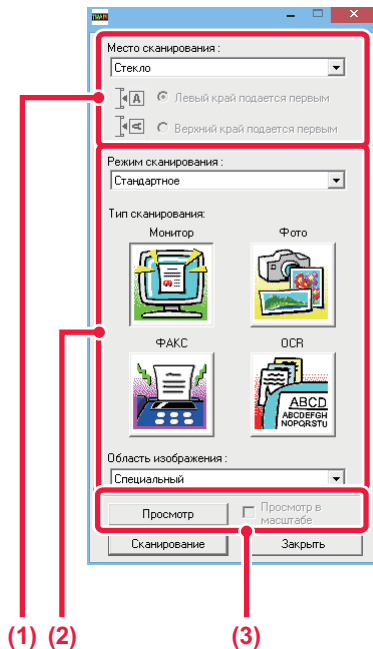 TWAIN
Место сканирования :
Стекло
A
Левый край подается первым
A
Верхний край подается первым
Режим сканирования :
Стандартное
Тип сканирования:
Монитор Фото
ФАКС OCR
ABCD
ABCDEFGH
NOPQRSTU
Область изображения :
Специальный
Просмотр Просмотр в
масштабе
Сканирование Закрыть
(1) (2) (3)